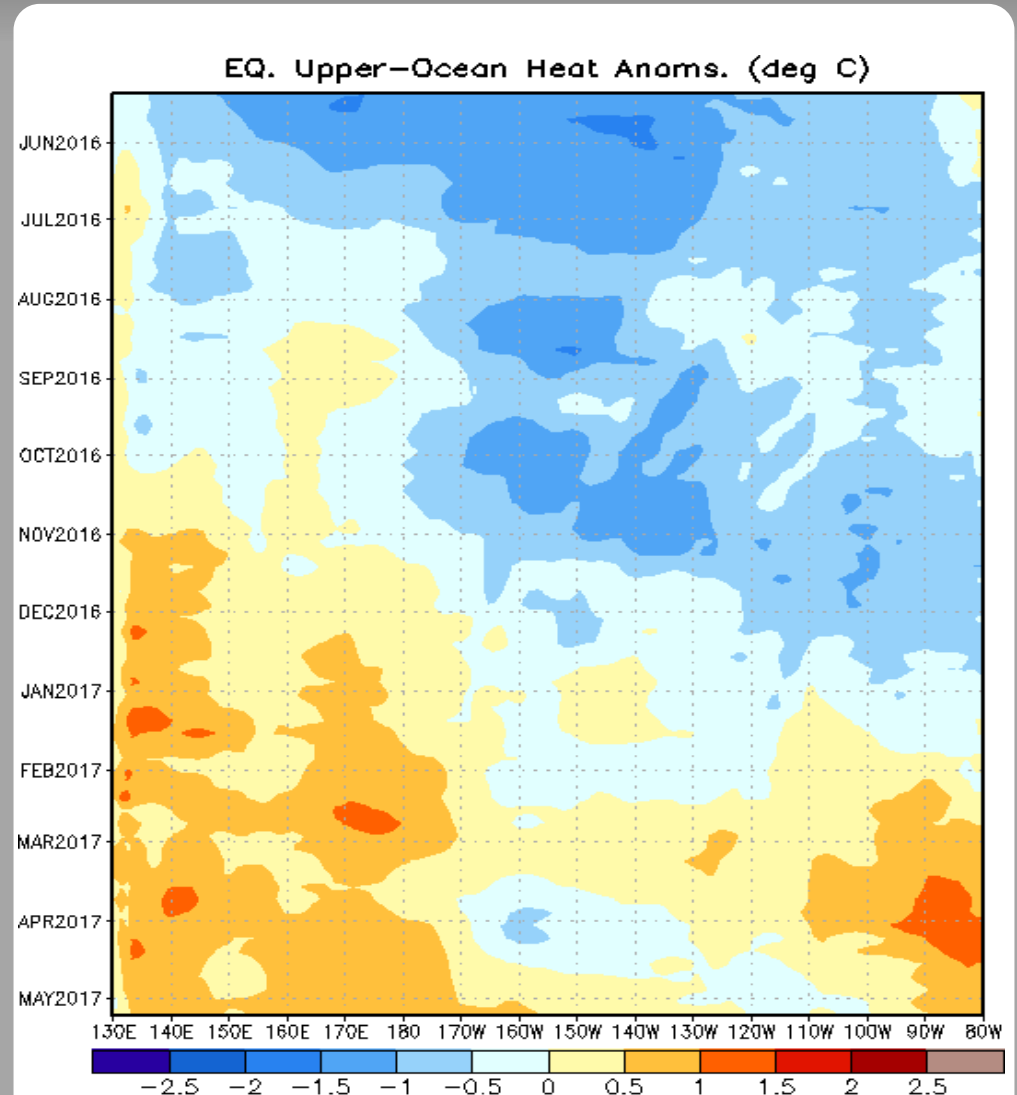 EQ. Upper-Ocean Heat Anoms. (deg C)
JUN2016
JUL2016
AUG2016
SEP2016
OCT2016
NOV2016
DEC2016
JAN2017
FEB2017
MAR2017
APR2017
MAY2017
130E 140E 150E 160E 170E 180 170W 160W 150W 140W 130W 120W 110W 100W 90W 80W
-2.5 -2 -1.5 -1 -0.5 0 0.5 1 1.5 2 2.5